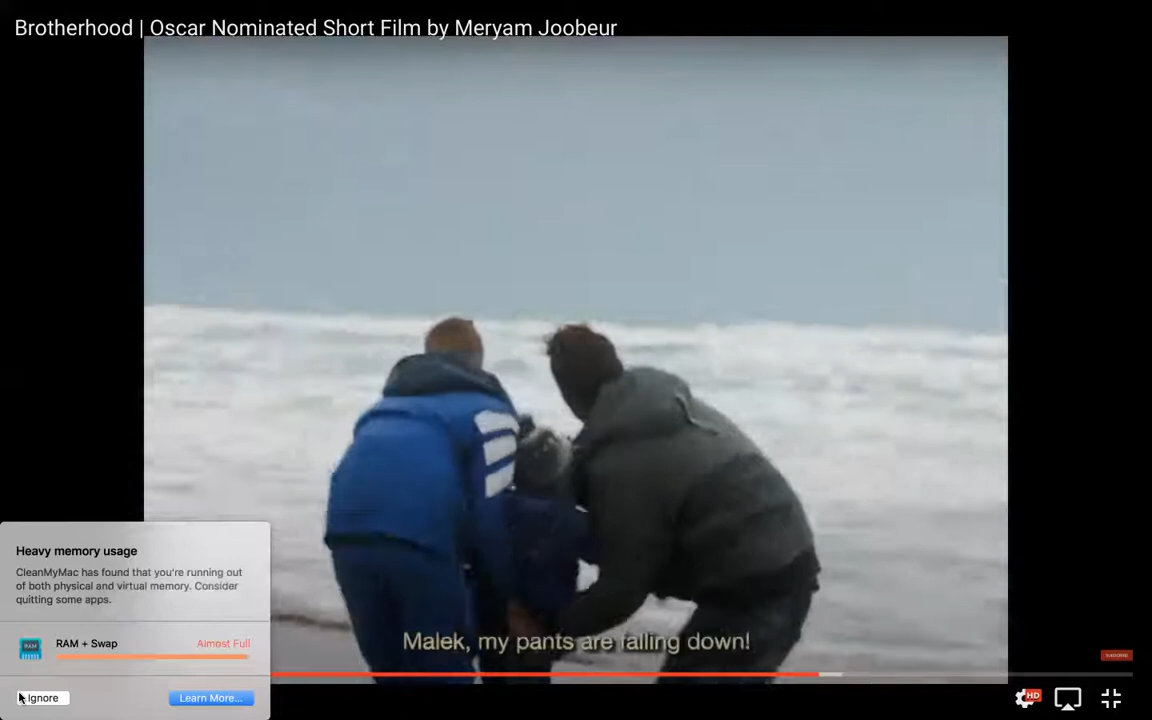 Brotherhood | Oscar Nominated Short Film by Meryam Joobeur
Malek, my pants are falling down!
Heavy memory usage
CleanMyMac has found that you're running out
of both physical and virtual memory. Consider
quitting some apps.
RAM
RAM + Swap
Almost Full
Ignore
Learn More...
SUBSCRIBE
HD